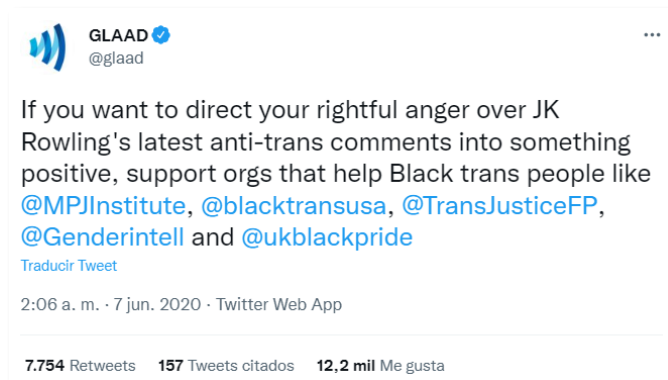 GLAAD
@glaad
If you want to direct your rightful anger over JK
Rowling's latest anti-trans comments into something
positive, support orgs that help Black trans people like
@MPJInstitute, @blacktransusa, @TransJusticeFP,
@Genderintell and @ukblackpride
Traducir Tweet
2:06 a. m. · 7 jun. 2020 · Twitter Web App
7.754 Retweets 157 Tweets citados 12,2 mil Me gusta